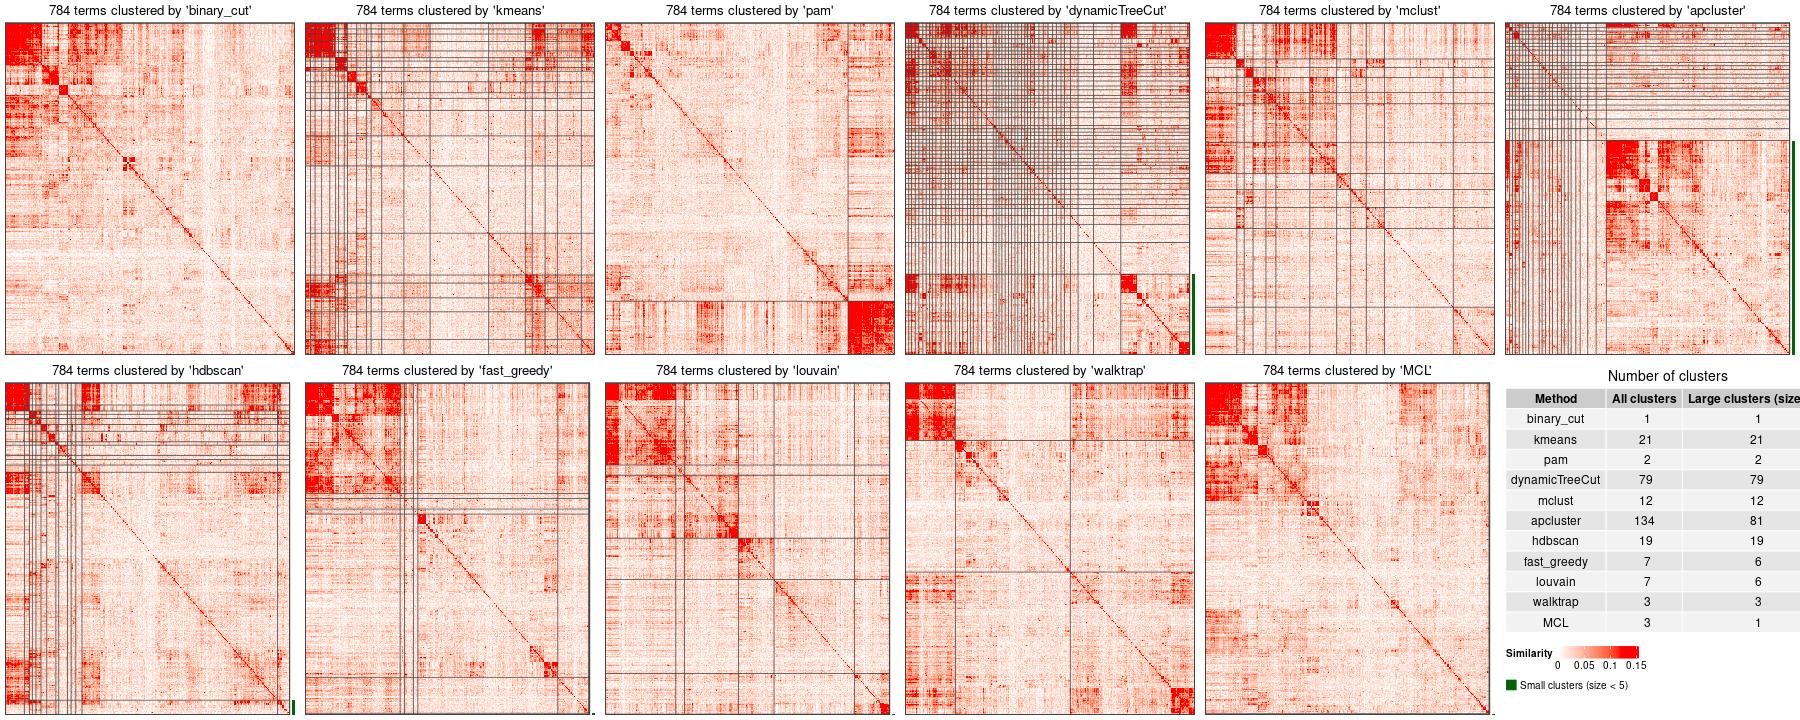 784 terms clustered by 'binary_cut'
784 terms clustered by 'kmeans'
784 terms clustered by 'pam'
784 terms clustered by 'dynamicTreeCut'
784 terms clustered by 'mclust'
784 terms clustered by 'apcluster'
784 terms clustered by 'hdbscan'
784 terms clustered by 'fast_greedy'
784 terms clustered by 'louvain'
784 terms clustered by 'walktrap'
784 terms clustered by 'MCL'
Number of clusters
Method All clusters Large clusters (size
binary_cut 1 1
kmeans 21 21
pam 2 2
dynamicTreeCut 79 79
mclust 12 12
apcluster 134 81
hdbscan 19 19
fast_greedy 7 6
louvain 7 6
walktrap 3 3
MCL 3 1
Similarity
0 0.05 0.1 0.15
Small clusters (size < 5)